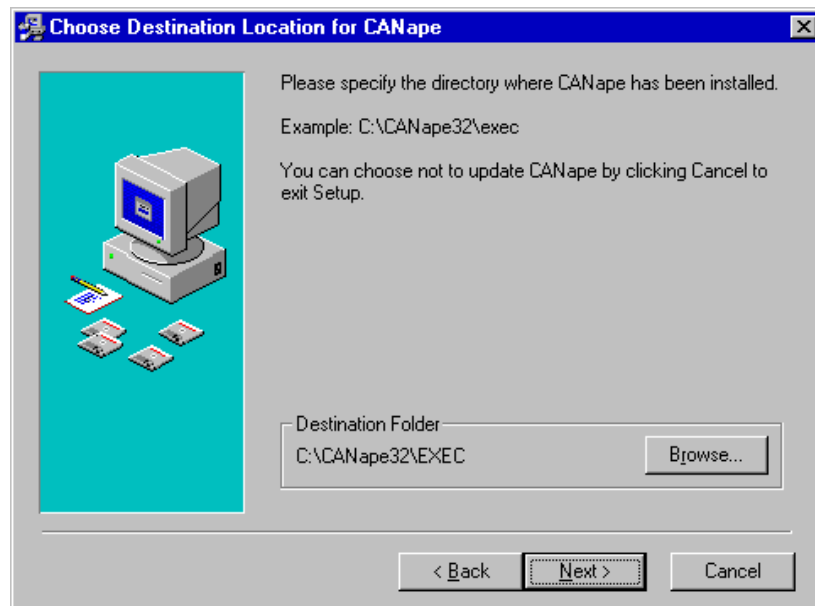 Choose Destination Location for CANape
Please specify the directory where CANape has been installed.
Example: C:\CANape32\exec
You can choose not to update CANape by clicking Cancel to
exit Setup.
Destination Folder
C:\CANape32\EXEC
Browse...
< Back
Next >
Cancel